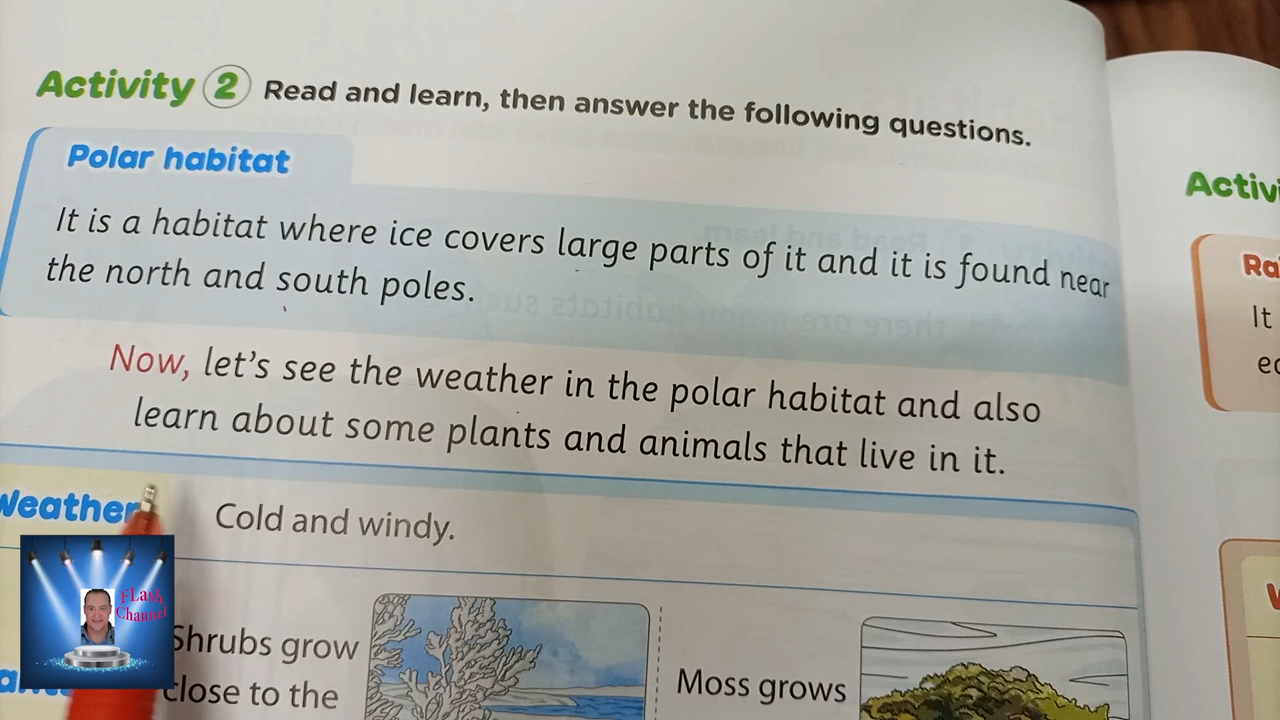 Activity 2 Read and learn, then answer the following questions.
Polar habitat
It is a habitat where ice covers large parts of it and it is found near
the north and south poles.
Now, let's see the weather in the polar habitat and also
learn about some plants and animals that live in it.
Weather
Cold and windy.
FLash
Channel
Shrubs grow
close to the
Moss grows
It